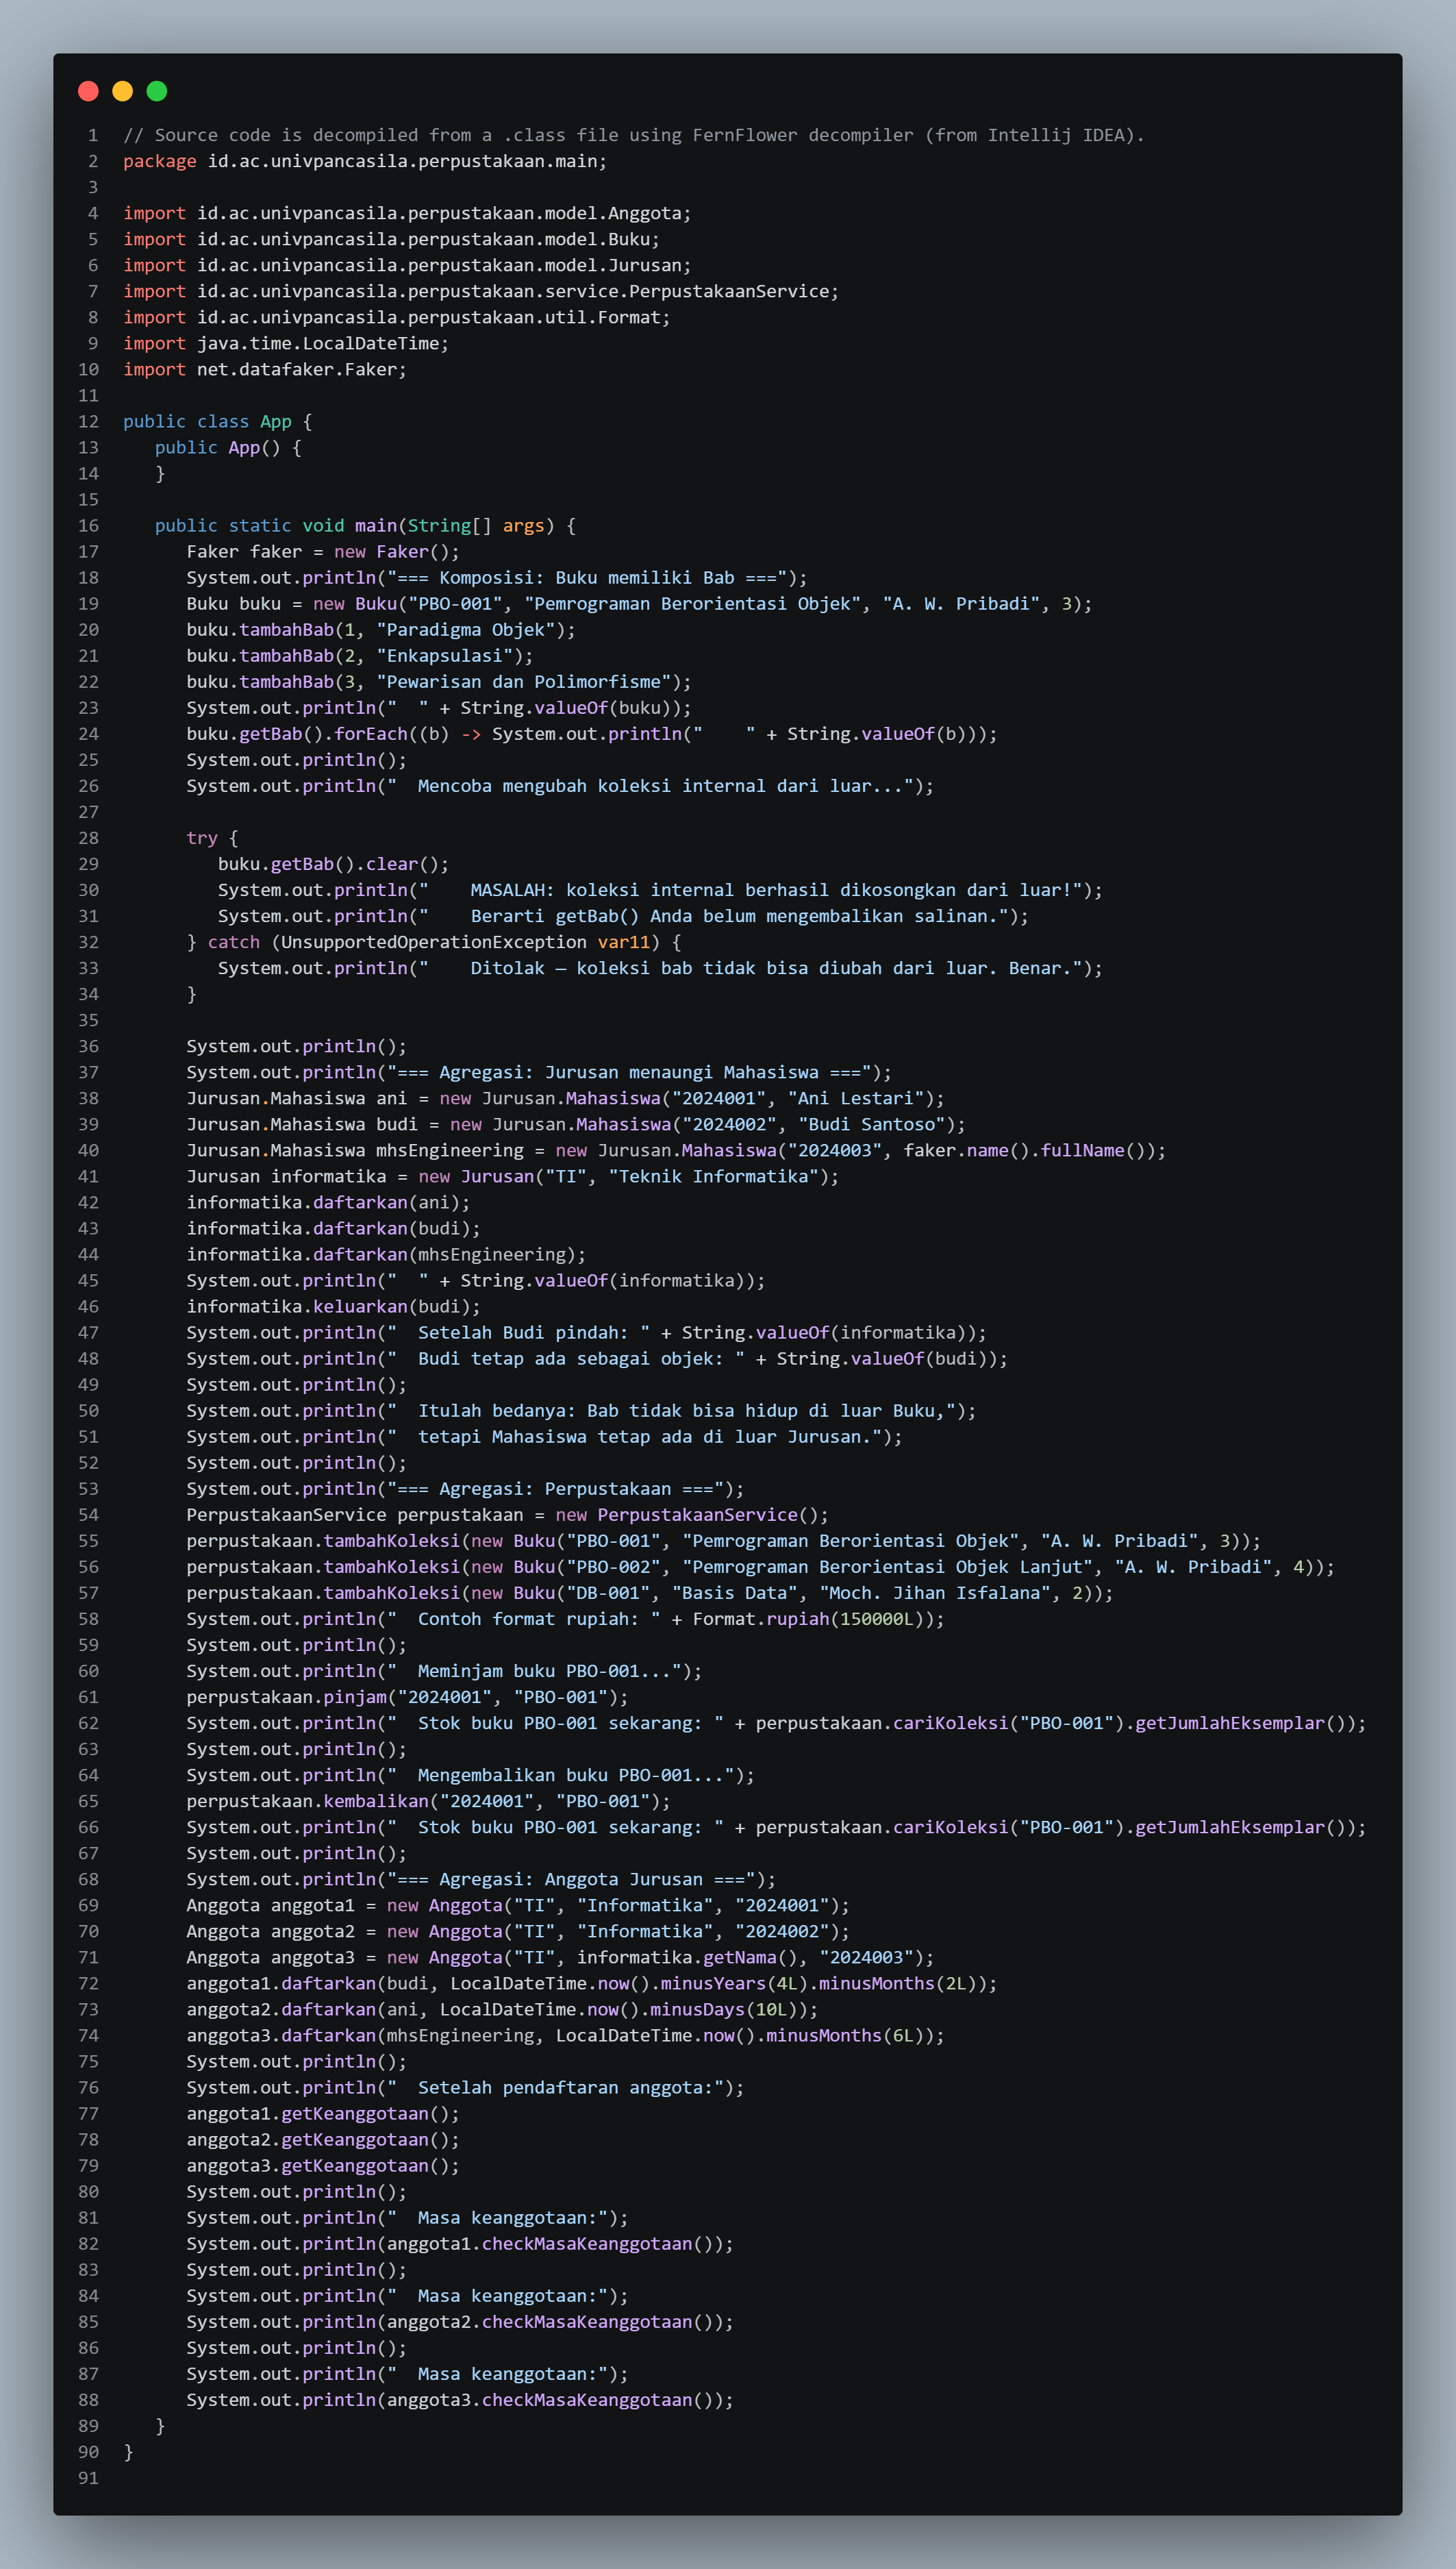 1 // Source code is decompiled from a .class file using FernFlower decompiler (from Intellij IDEA).
2 package id.ac.univpancasila.perpustakaan.main;
3
4 import id.ac.univpancasila.perpustakaan.model.Anggota;
5 import id.ac.univpancasila.perpustakaan.model.Buku;
6 import id.ac.univpancasila.perpustakaan.model.Jurusan;
7 import id.ac.univpancasila.perpustakaan.service.PerpustakaanService;
8 import id.ac.univpancasila.perpustakaan.util.Format;
9 import java.time.LocalDateTime;
10 import net.datafaker.Faker;
11
12 public class App {
13    public App() {
14    }
15
16    public static void main(String[] args) {
17       Faker faker = new Faker();
18       System.out.println("=== Komposisi: Buku memiliki Bab ===");
19       Buku buku = new Buku("PBO-001", "Pemrograman Berorientasi Objek", "A. W. Pribadi", 3);
20       buku.tambahBab(1, "Paradigma Objek");
21       buku.tambahBab(2, "Enkapsulasi");
22       buku.tambahBab(3, "Pewarisan dan Polimorfisme");
23       System.out.println("  " + String.valueOf(buku));
24       buku.getBab().forEach((b) -> System.out.println("    " + String.valueOf(b)));
25       System.out.println();
26       System.out.println("  Mencoba mengubah koleksi internal dari luar...");
27
28       try {
29          buku.getBab().clear();
30          System.out.println("    MASALAH: koleksi internal berhasil dikosongkan dari luar!");
31          System.out.println("    Berarti getBab() Anda belum mengembalikan salinan.");
32       } catch (UnsupportedOperationException var11) {
33          System.out.println("    Ditolak — koleksi bab tidak bisa diubah dari luar. Benar.");
34       }
35
36       System.out.println();
37       System.out.println("=== Agregasi: Jurusan menaungi Mahasiswa ===");
38       Jurusan.Mahasiswa ani = new Jurusan.Mahasiswa("2024001", "Ani Lestari");
39       Jurusan.Mahasiswa budi = new Jurusan.Mahasiswa("2024002", "Budi Santoso");
40       Jurusan.Mahasiswa mhsEngineering = new Jurusan.Mahasiswa("2024003", faker.name().fullName());
41       Jurusan informatika = new Jurusan("TI", "Teknik Informatika");
42       informatika.daftarkan(ani);
43       informatika.daftarkan(budi);
44       informatika.daftarkan(mhsEngineering);
45       System.out.println("  " + String.valueOf(informatika));
46       informatika.keluarkan(budi);
47       System.out.println("  Setelah Budi pindah: " + String.valueOf(informatika));
48       System.out.println("  Budi tetap ada sebagai objek: " + String.valueOf(budi));
49       System.out.println();
50       System.out.println("  Itulah bedanya: Bab tidak bisa hidup di luar Buku,");
51       System.out.println("  tetapi Mahasiswa tetap ada di luar Jurusan.");
52       System.out.println();
53       System.out.println("=== Agregasi: Perpustakaan ===");
54       PerpustakaanService perpustakaan = new PerpustakaanService();
55       perpustakaan.tambahKoleksi(new Buku("PBO-001", "Pemrograman Berorientasi Objek", "A. W. Pribadi", 3));
56       perpustakaan.tambahKoleksi(new Buku("PBO-002", "Pemrograman Berorientasi Objek Lanjut", "A. W. Pribadi", 4));
57       perpustakaan.tambahKoleksi(new Buku("DB-001", "Basis Data", "Moch. Jihan Isfalana", 2));
58       System.out.println("  Contoh format rupiah: " + Format.rupiah(150000L));
59       System.out.println();
60       System.out.println("  Meminjam buku PBO-001...");
61       perpustakaan.pinjam("2024001", "PBO-001");
62       System.out.println("  Stok buku PBO-001 sekarang: " + perpustakaan.cariKoleksi("PBO-001").getJumlahEksemplar());
63       System.out.println();
64       System.out.println("  Mengembalikan buku PBO-001...");
65       perpustakaan.kembalikan("2024001", "PBO-001");
66       System.out.println("  Stok buku PBO-001 sekarang: " + perpustakaan.cariKoleksi("PBO-001").getJumlahEksemplar());
67       System.out.println();
68       System.out.println("=== Agregasi: Anggota Jurusan ===");
69       Anggota anggota1 = new Anggota("TI", "Informatika", "2024001");
70       Anggota anggota2 = new Anggota("TI", "Informatika", "2024002");
71       Anggota anggota3 = new Anggota("TI", informatika.getNama(), "2024003");
72       anggota1.daftarkan(budi, LocalDateTime.now().minusYears(4L).minusMonths(2L));
73       anggota2.daftarkan(ani, LocalDateTime.now().minusDays(10L));
74       anggota3.daftarkan(mhsEngineering, LocalDateTime.now().minusMonths(6L));
75       System.out.println();
76       System.out.println("  Setelah pendaftaran anggota:");
77       anggota1.getKeanggotaan();
78       anggota2.getKeanggotaan();
79       anggota3.getKeanggotaan();
80       System.out.println();
81       System.out.println("  Masa keanggotaan:");
82       System.out.println(anggota1.checkMasaKeanggotaan());
83       System.out.println();
84       System.out.println("  Masa keanggotaan:");
85       System.out.println(anggota2.checkMasaKeanggotaan());
86       System.out.println();
87       System.out.println("  Masa keanggotaan:");
88       System.out.println(anggota3.checkMasaKeanggotaan());
89    }
90 }
91